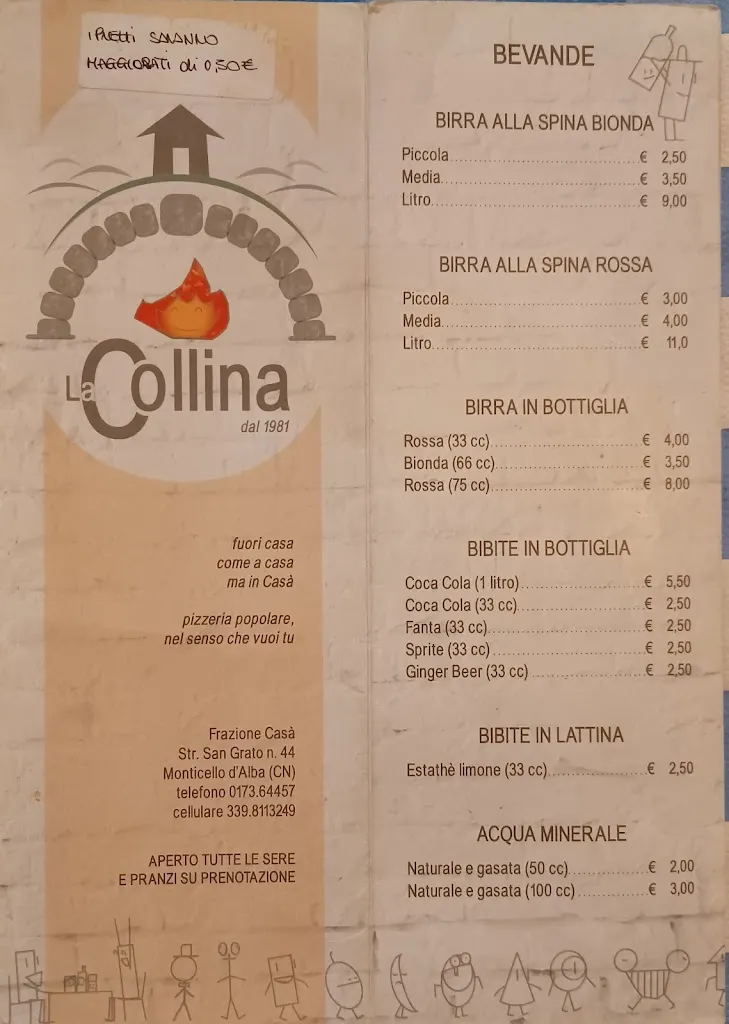 I PREZZI SARANNO
MAGGIORATI di 0,50€
La Collina
dal 1981
fuori casa
come a casa
ma in Casà
pizzeria popolare,
nel senso che vuoi tu
Frazione Casà
Str. San Grato n. 44
Monticello d'Alba (CN)
telefono 0173.64457
cellulare 339.8113249
APERTO TUTTE LE SERE
E PRANZI SU PRENOTAZIONE
BEVANDE
BIRRA ALLA SPINA BIONDA
Piccola € 2,50
Media € 3,50
Litro € 9,00
BIRRA ALLA SPINA ROSSA
Piccola € 3,00
Media € 4,00
Litro € 11,0
BIRRA IN BOTTIGLIA
Rossa (33 cc) € 4,00
Bionda (66 cc) € 3,50
Rossa (75 cc) € 8,00
BIBITE IN BOTTIGLIA
Coca Cola (1 litro) € 5,50
Coca Cola (33 cc) € 2,50
Fanta (33 cc) € 2,50
Sprite (33 cc) € 2,50
Ginger Beer (33 cc) € 2,50
BIBITE IN LATTINA
Estathè limone (33 cc) € 2,50
ACQUA MINERALE
Naturale e gasata (50 cc) € 2,00
Naturale e gasata (100 cc) € 3,00